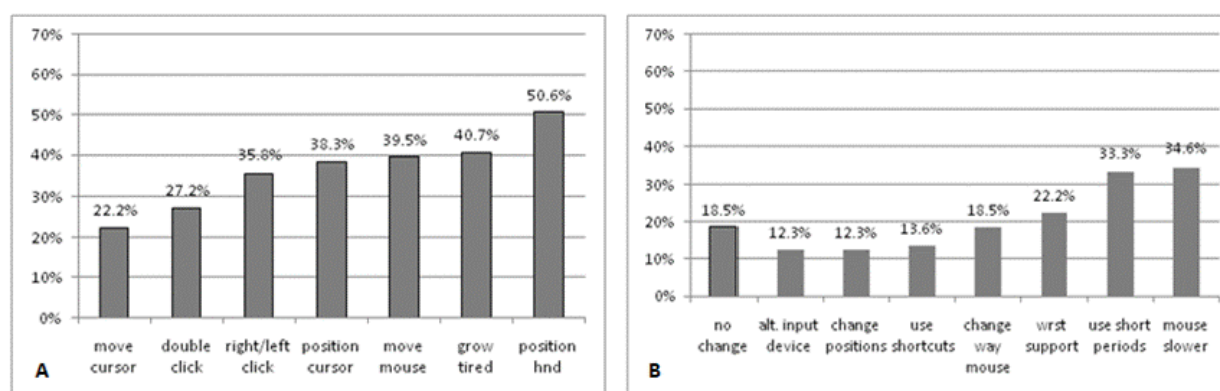 70%
60%
50%
40%
30%
20%
10%
0%
22.2%
27.2%
35.8%
38.3%
39.5%
40.7%
50.6%
move cursor
double click
right/left click
position cursor
move mouse
grow tired
position hnd
A
70%
60%
50%
40%
30%
20%
10%
0%
18.5%
12.3%
12.3%
13.6%
18.5%
22.2%
33.3%
34.6%
no change
alt. input device
change positions
use shortcuts
change way mouse
wrst support
use short periods
mouse slower
B